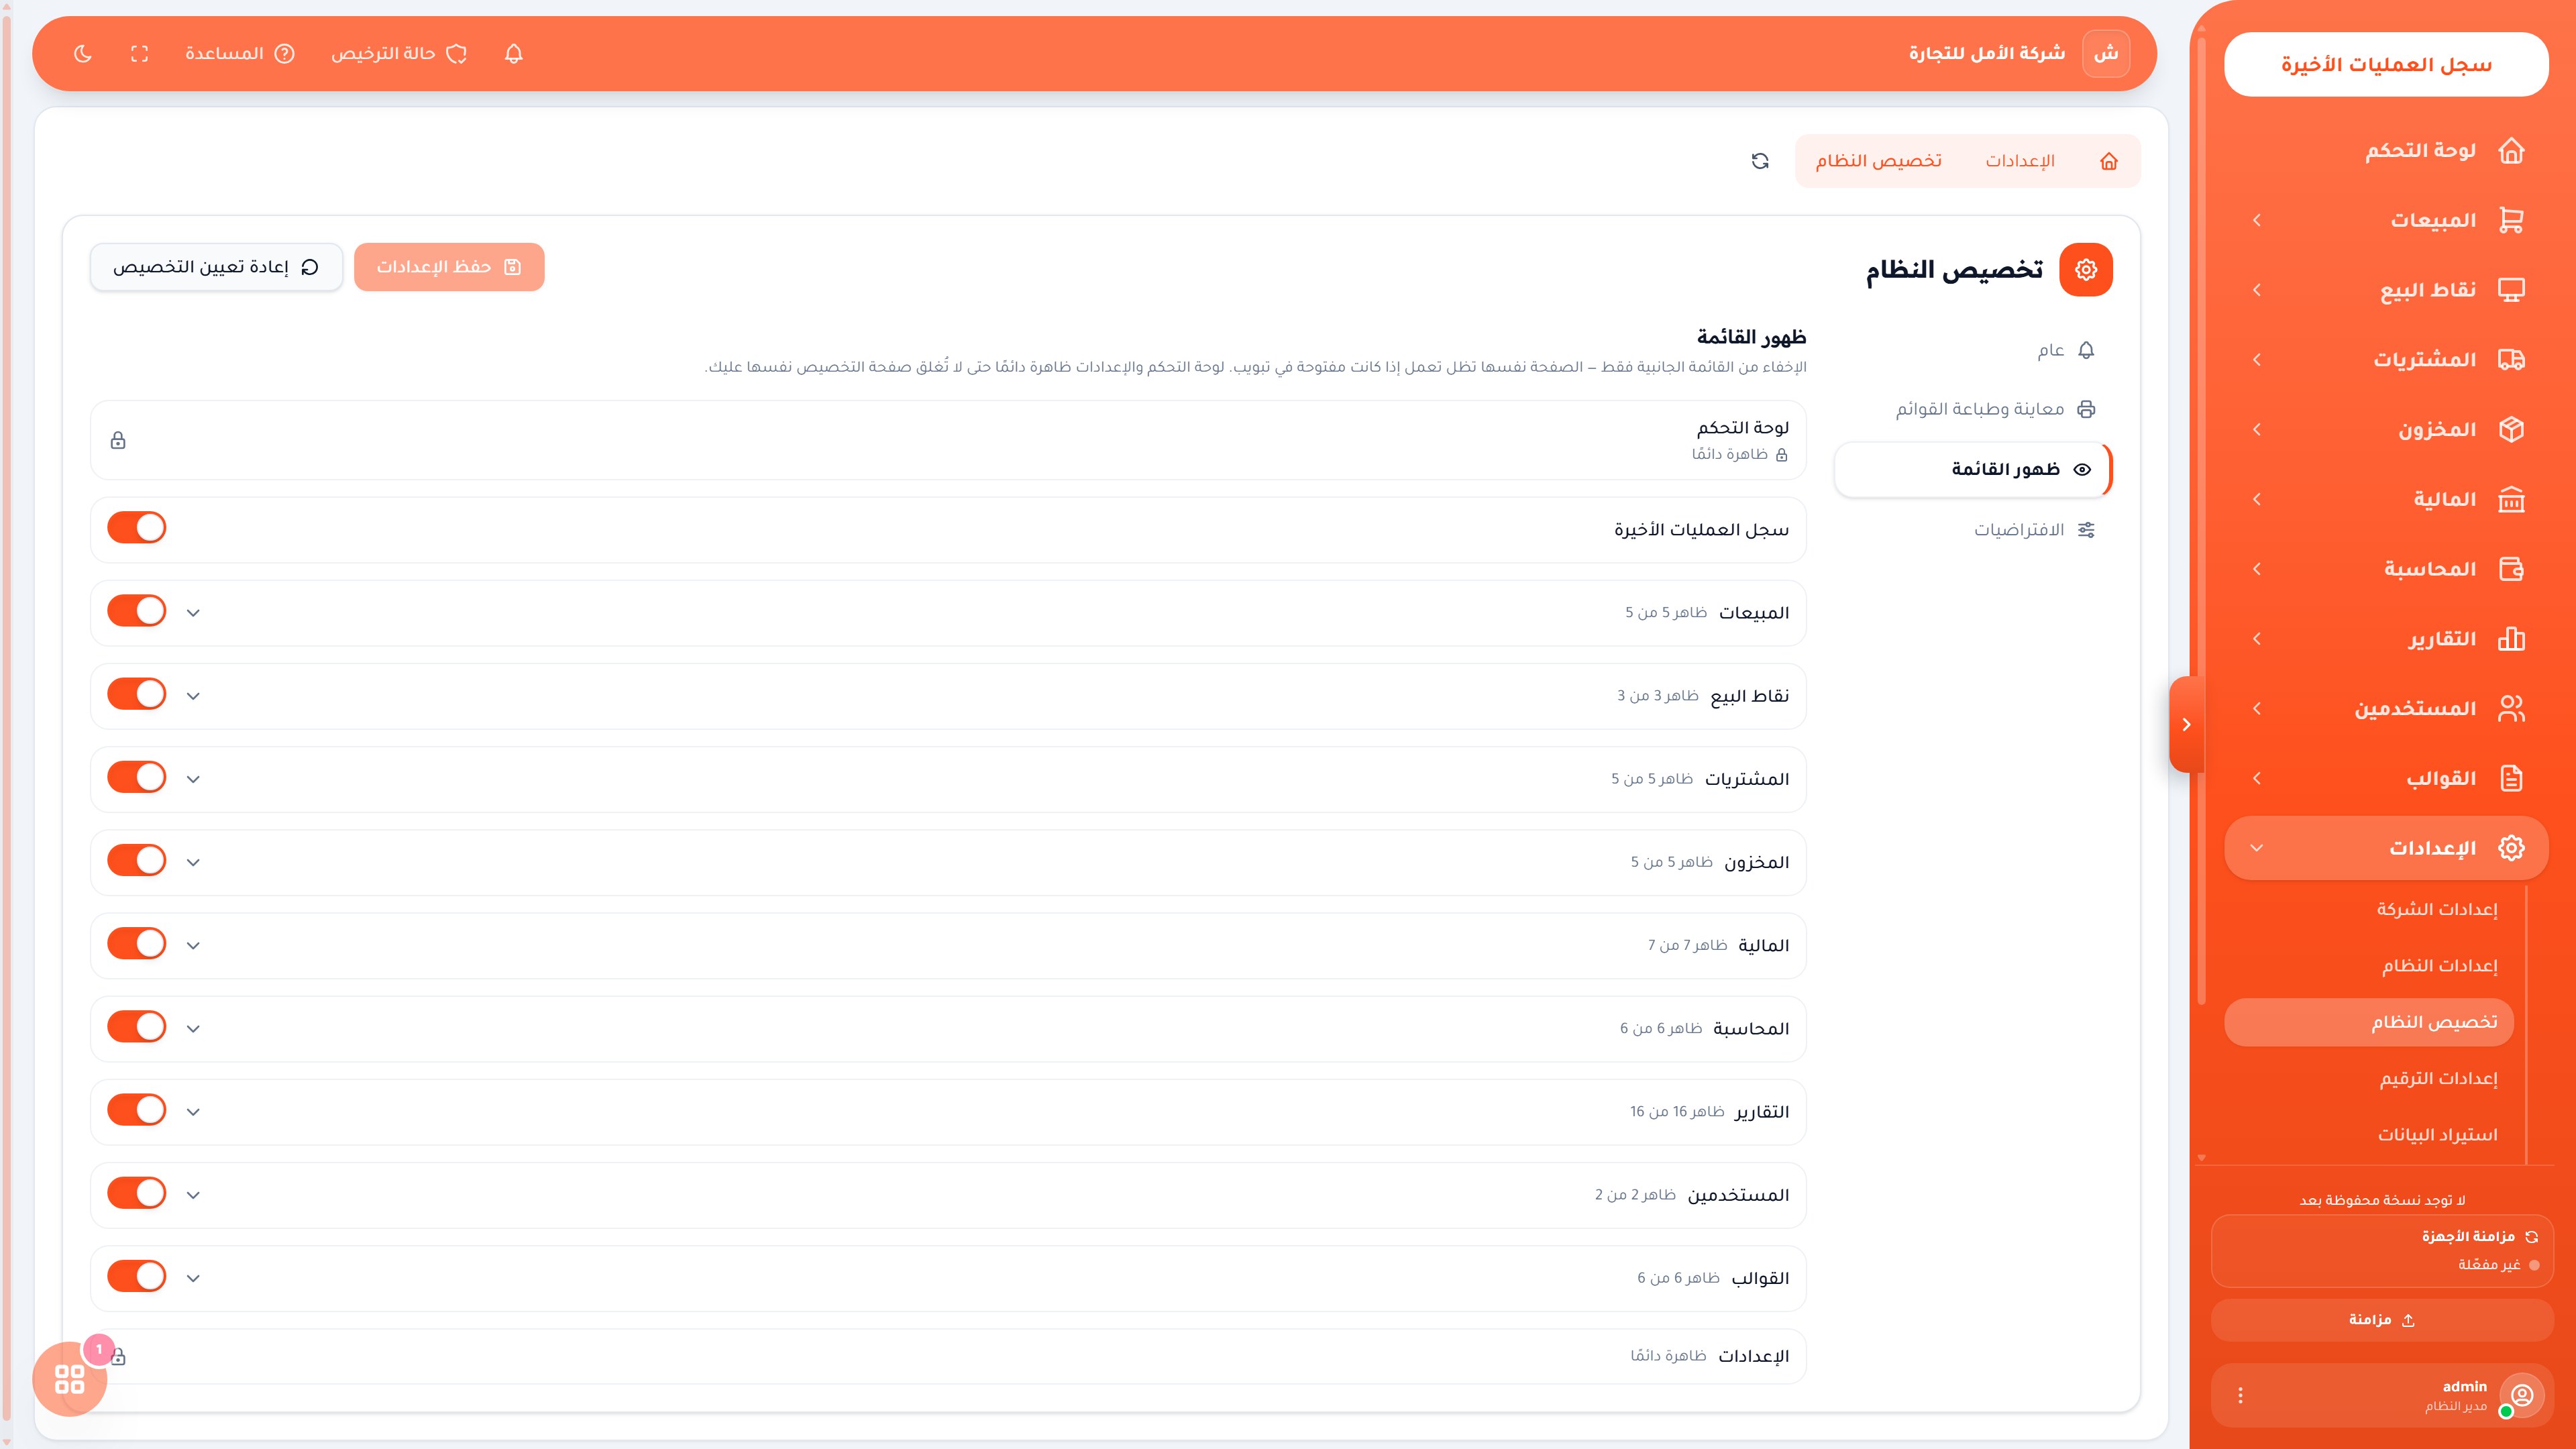 سجل العمليات الأخيرة
لوحة التحكم
المبيعات
نقاط البيع
المشتريات
المخزون
المالية
المحاسبة
التقارير
المستخدمين
القوالب
الإعدادات
إعدادات الشركة
إعدادات النظام
تخصيص النظام
إعدادات الترقيم
استيراد البيانات
لا توجد نسخة محفوظة بعد
مزامنة الأجهزة
غير مفعّلة
مزامنة
admin
مدير النظام
ش شركة الأمل للتجارة
حالة الترخيص
المساعدة
الإعدادات
تخصيص النظام
تخصيص النظام
حفظ الإعدادات
إعادة تعيين التخصيص
عام
معاينة وطباعة القوائم
ظهور القائمة
الافتراضيات
ظهور القائمة
الإخفاء من القائمة الجانبية فقط – الصفحة نفسها تظل تعمل إذا كانت مفتوحة في تبويب. لوحة التحكم والإعدادات ظاهرة دائمًا حتى لا تُغلق صفحة التخصيص نفسها عليك.
لوحة التحكم
ظاهرة دائمًا
سجل العمليات الأخيرة
المبيعات ظاهر 5 من 5
نقاط البيع ظاهر 3 من 3
المشتريات ظاهر 5 من 5
المخزون ظاهر 5 من 5
المالية ظاهر 7 من 7
المحاسبة ظاهر 6 من 6
التقارير ظاهر 16 من 16
المستخدمين ظاهر 2 من 2
القوالب ظاهر 6 من 6
الإعدادات ظاهرة دائمًا
1